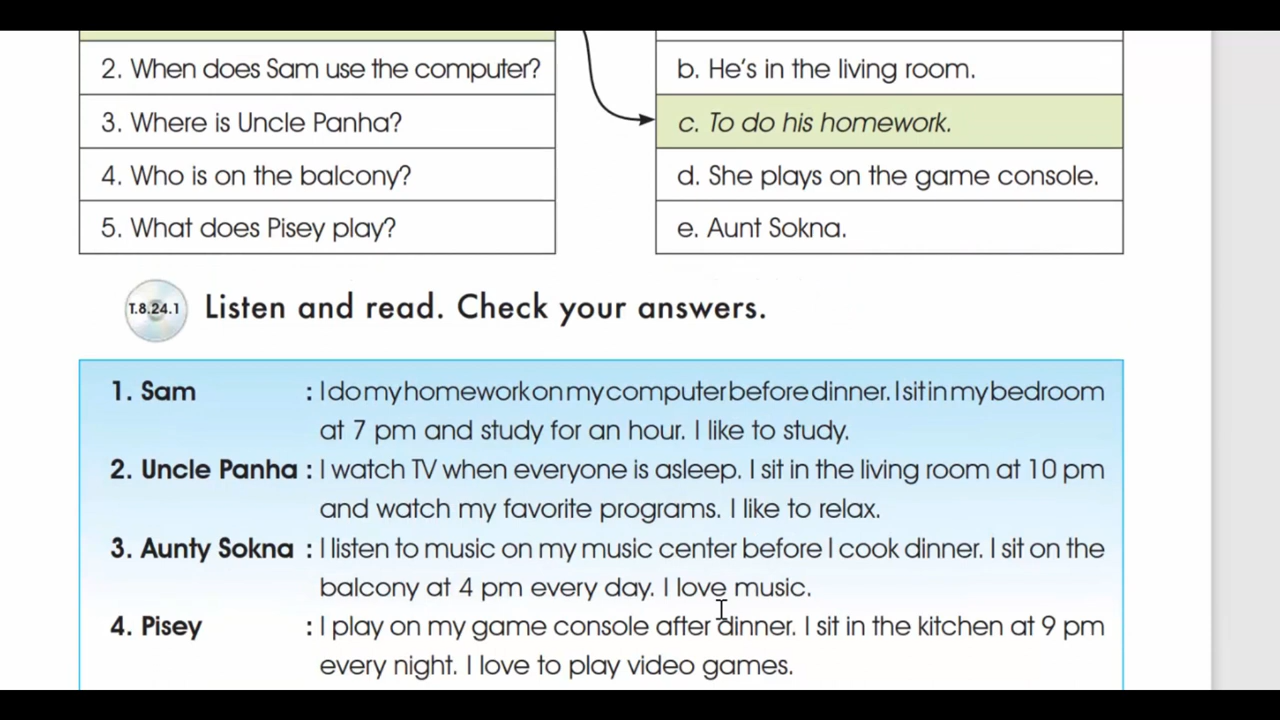 2. When does Sam use the computer?
b. He's in the living room.
3. Where is Uncle Panha?
c. To do his homework.
4. Who is on the balcony?
d. She plays on the game console.
5. What does Pisey play?
e. Aunt Sokna.
T.8.24.1 Listen and read. Check your answers.
1. Sam : I do my homework on my computer before dinner. I sit in my bedroom
at 7 pm and study for an hour. I like to study.
2. Uncle Panha : I watch TV when everyone is asleep. I sit in the living room at 10 pm
and watch my favorite programs. I like to relax.
3. Aunty Sokna : I listen to music on my music center before I cook dinner. I sit on the
balcony at 4 pm every day. I love music.
4. Pisey : I play on my game console after dinner. I sit in the kitchen at 9 pm
every night. I love to play video games.